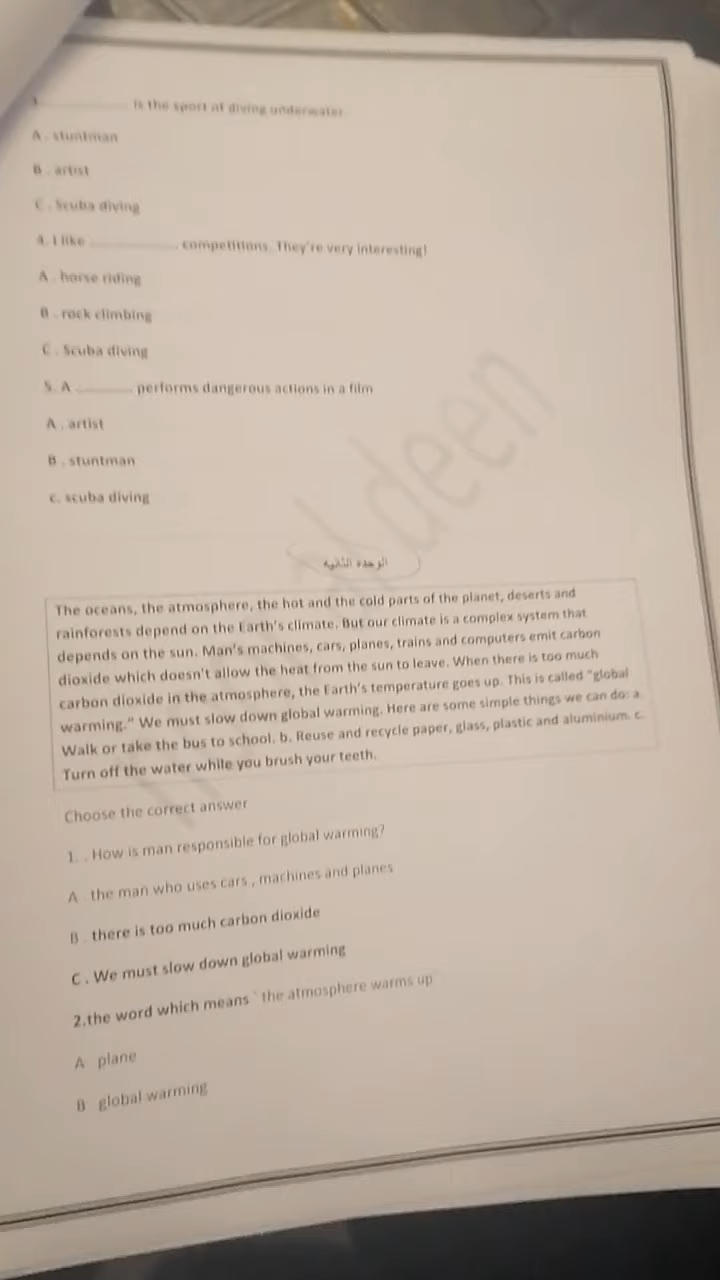 3. ............... is the sport of diving underwater.
A . stuntman
B . artist
C . Scuba diving
4. I like ............... competitions. They're very interesting!
A . horse riding
B . rock climbing
C . Scuba diving
5. A ........... performs dangerous actions in a film
A . artist
B . stuntman
c. scuba diving
deen
الوحدة الثانيه
The oceans, the atmosphere, the hot and the cold parts of the planet, deserts and
rainforests depend on the Earth's climate. But our climate is a complex system that
depends on the sun. Man's machines, cars, planes, trains and computers emit carbon
dioxide which doesn't allow the heat from the sun to leave. When there is too much
carbon dioxide in the atmosphere, the Earth's temperature goes up. This is called "global
warming." We must slow down global warming. Here are some simple things we can do: a.
Walk or take the bus to school. b. Reuse and recycle paper, glass, plastic and aluminium. c.
Turn off the water while you brush your teeth.
Choose the correct answer
1. . How is man responsible for global warming?
A . the man who uses cars , machines and planes
B . there is too much carbon dioxide
C . We must slow down global warming
2.the word which means ` the atmosphere warms up
A plane
B global warming